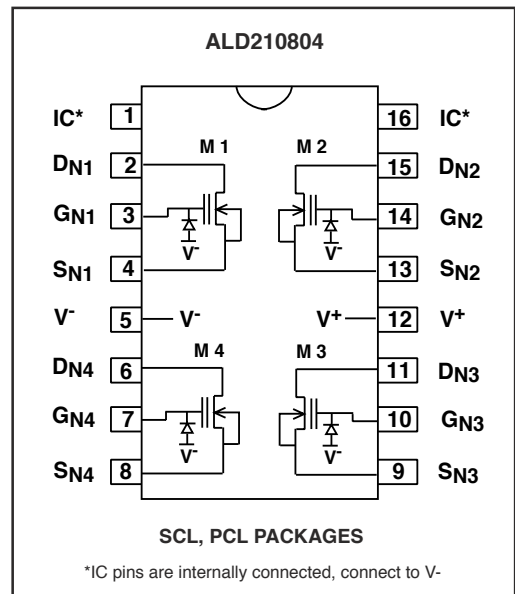 ALD210804
IC* 1 16 IC*
M 1 M 2
DN1 2 15 DN2
GN1 3 14 GN2
V- V-
SN1 4 13 SN2
V- 5 V- V+ 12 V+
M 4 M 3
DN4 6 11 DN3
GN4 7 10 GN3
V- V-
SN4 8 9 SN3
SCL, PCL PACKAGES
*IC pins are internally connected, connect to V-